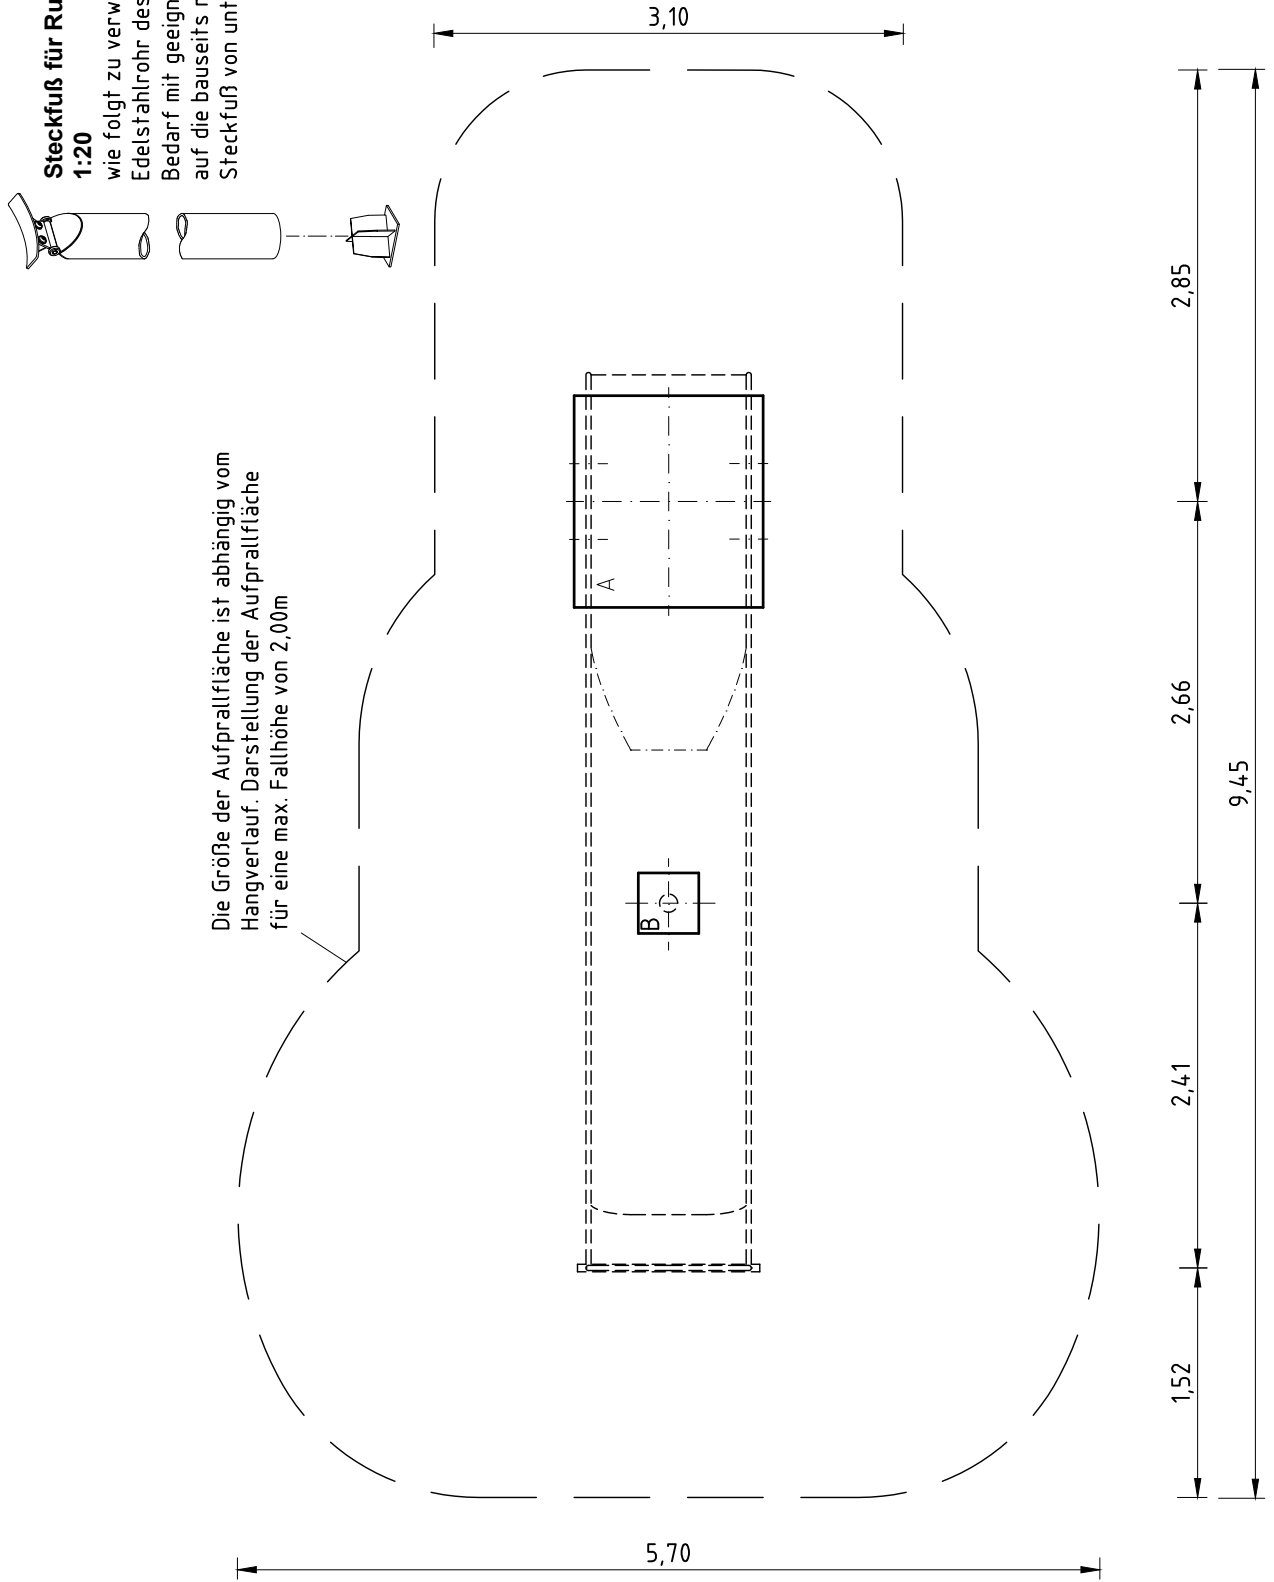 Steckfuß für Ru
1:20
wie folgt zu verw
Edelstahlrohr des
Bedarf mit geeign
auf die bauseits
Steckfuß von unt
Die Größe der Aufprallfläche ist abhängig vom
Hangverlauf. Darstellung der Aufprallfläche
für eine max. Fallhöhe von 2,00m
3,10
2,85
2,66
9,45
2,41
1,52
5,70
A
B